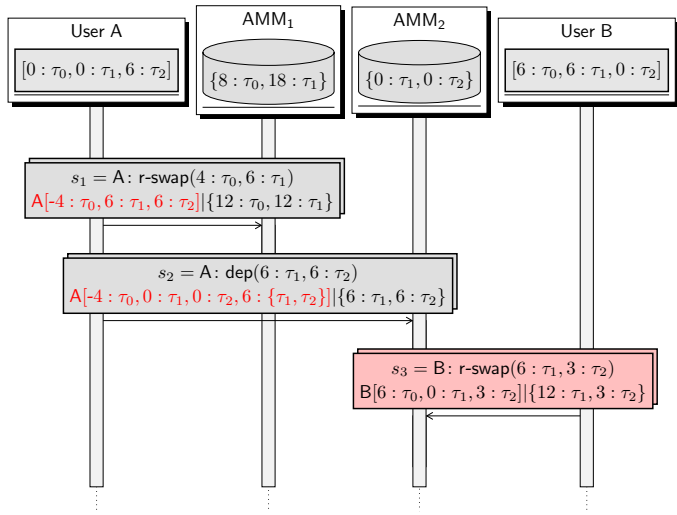 User A
AMM₁
AMM₂
User B
[0 : τ₀, 0 : τ₁, 6 : τ₂]
{8 : τ₀, 18 : τ₁}
{0 : τ₁, 0 : τ₂}
[6 : τ₀, 6 : τ₁, 0 : τ₂]
s₁ = A: r-swap(4 : τ₀, 6 : τ₁)
A[-4 : τ₀, 6 : τ₁, 6 : τ₂]|{12 : τ₀, 12 : τ₁}
s₂ = A: dep(6 : τ₁, 6 : τ₂)
A[-4 : τ₀, 0 : τ₁, 0 : τ₂, 6 : {τ₁, τ₂}]|{6 : τ₁, 6 : τ₂}
s₃ = B: r-swap(6 : τ₁, 3 : τ₂)
B[6 : τ₀, 0 : τ₁, 3 : τ₂]|{12 : τ₁, 3 : τ₂}